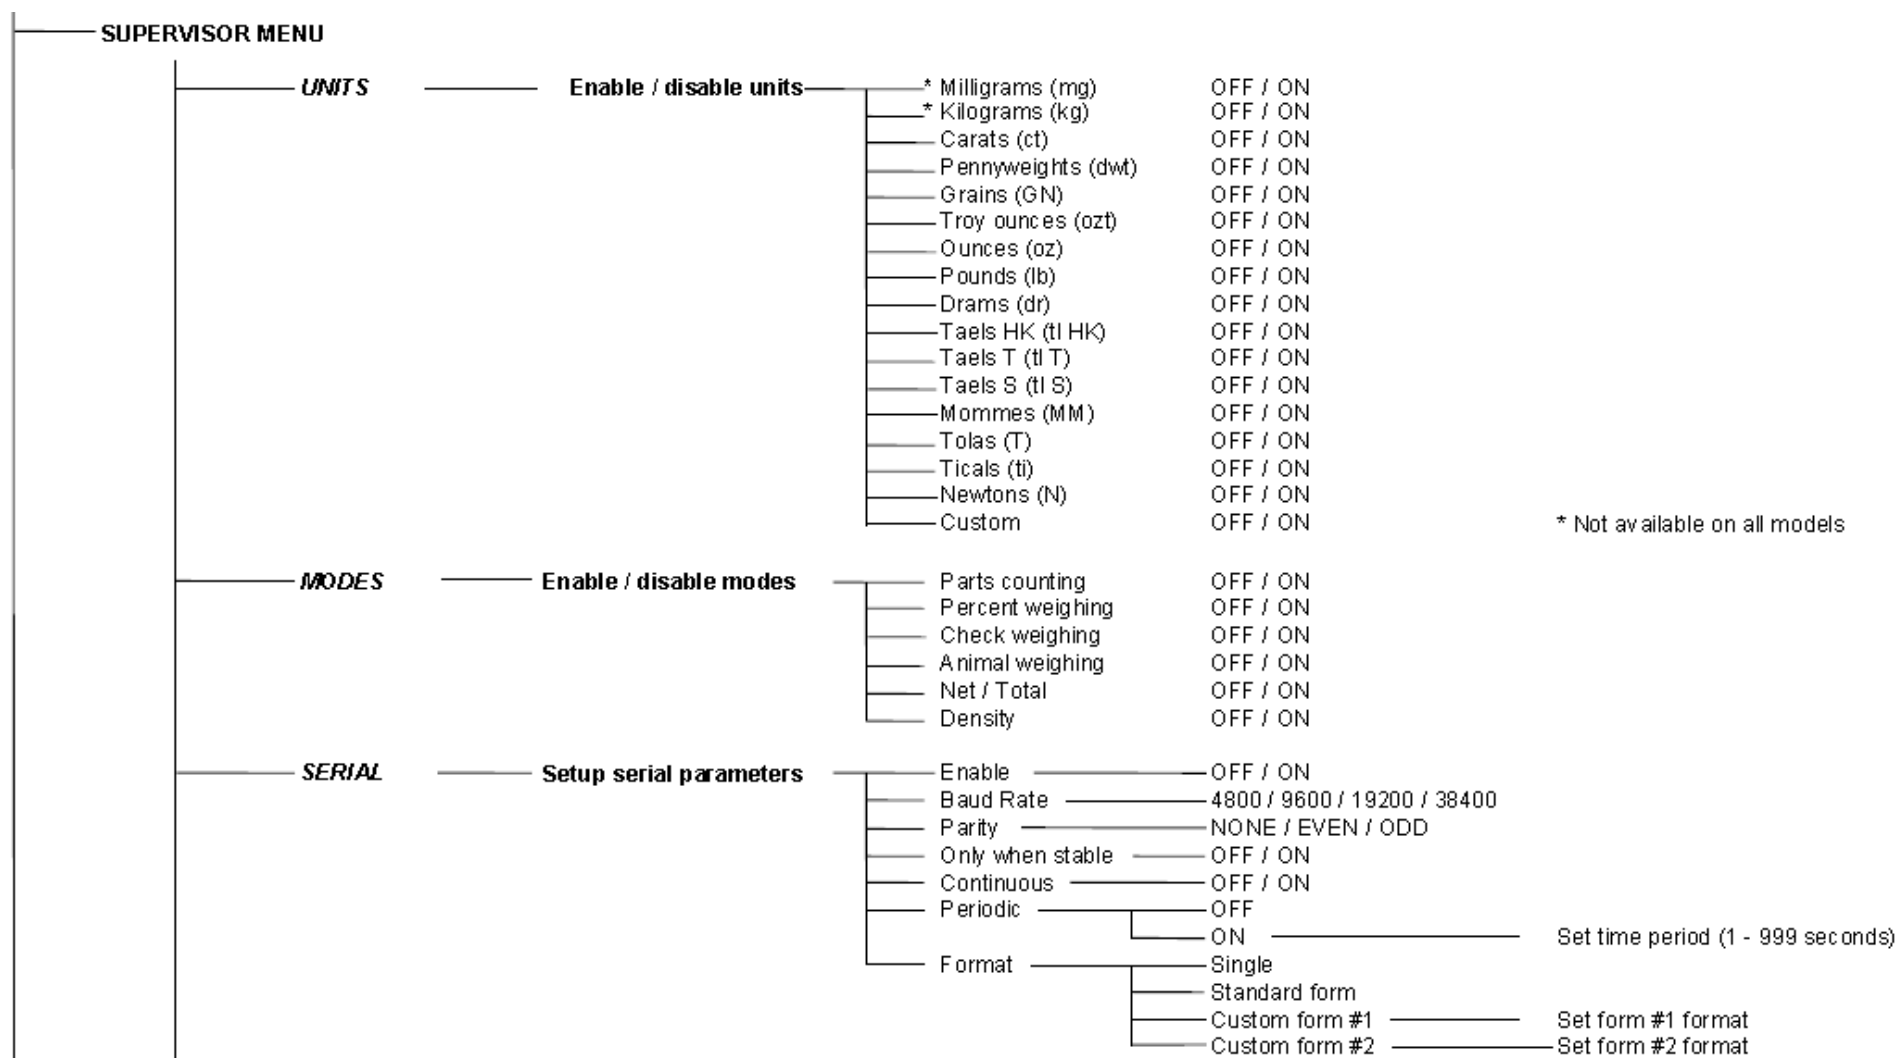 SUPERVISOR MENU
UNITS Enable / disable units * Milligrams (mg) OFF / ON
* Kilograms (kg) OFF / ON
Carats (ct) OFF / ON
Pennyweights (dwt) OFF / ON
Grains (GN) OFF / ON
Troy ounces (ozt) OFF / ON
Ounces (oz) OFF / ON
Pounds (lb) OFF / ON
Drams (dr) OFF / ON
Taels HK (tl HK) OFF / ON
Taels T (tl T) OFF / ON
Taels S (tl S) OFF / ON
Mommes (MM) OFF / ON
Tolas (T) OFF / ON
Ticals (ti) OFF / ON
Newtons (N) OFF / ON
Custom OFF / ON * Not available on all models
MODES Enable / disable modes Parts counting OFF / ON
Percent weighing OFF / ON
Check weighing OFF / ON
Animal weighing OFF / ON
Net / Total OFF / ON
Density OFF / ON
SERIAL Setup serial parameters Enable OFF / ON
Baud Rate 4800 / 9600 / 19200 / 38400
Parity NONE / EVEN / ODD
Only when stable OFF / ON
Continuous OFF / ON
Periodic OFF
ON Set time period (1 - 999 seconds)
Format Single
Standard form
Custom form #1 Set form #1 format
Custom form #2 Set form #2 format